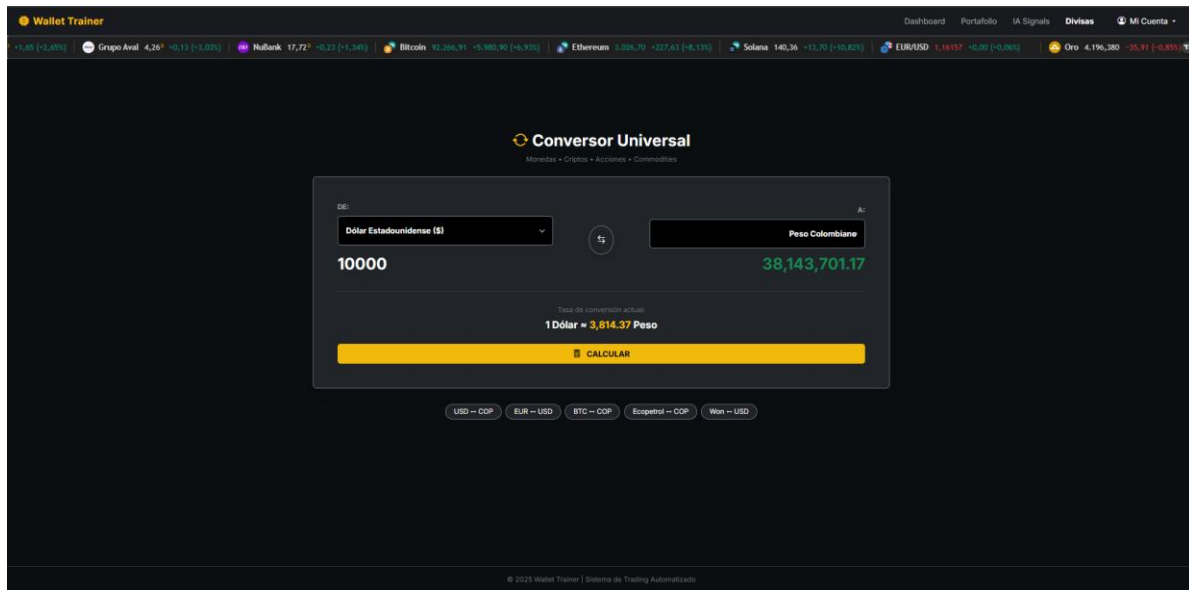 Wallet Trainer
Dashboard Portafolio IA Signals Divisas Mi Cuenta
+1,65 (+2,65%) Grupo Aval 4,26 +0,13 (+3,03%) NuBank 17,72 +0,23 (+1,34%) Bitcoin 92.266,91 +5.980,90 (+6,93%) Ethereum 3.026,70 +227,63 (+8,13%) Solana 140,36 +13,70 (+10,82%) EUR/USD 1,16157 +0,00 (+0,06%) Oro 4.196,380 −35,91 (−0,85%)
Conversor Universal
Monedas • Criptos • Acciones • Commodities
DE:
A:
Dólar Estadounidense ($)
Peso Colombiano
10000
38,143,701.17
Tasa de conversión actual:
1 Dólar ≈ 3,814.37 Peso
CALCULAR
USD ↔ COP EUR ↔ USD BTC ↔ COP Ecopetrol ↔ COP Won ↔ USD
© 2025 Wallet Trainer | Sistema de Trading Automatizado